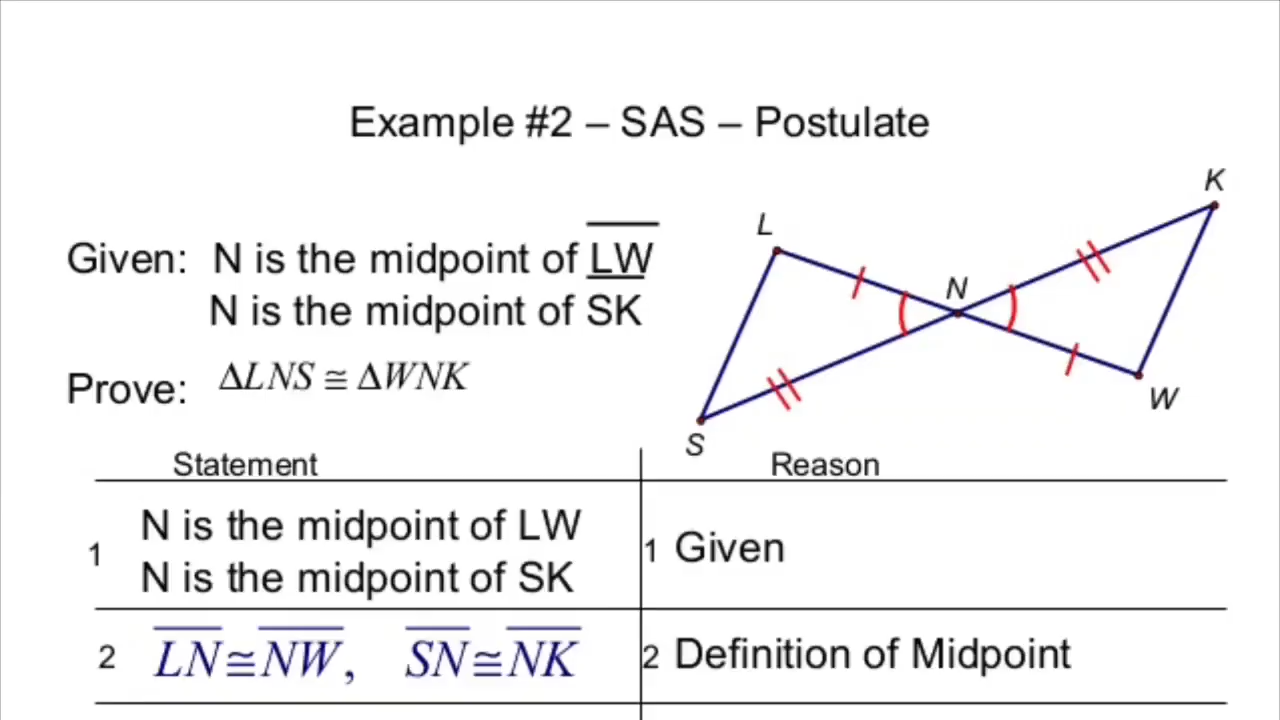 Example #2 – SAS – Postulate
K
L
Given: N is the midpoint of LW
N is the midpoint of SK
N
Prove: ΔLNS ≅ ΔWNK
W
S
Statement Reason
N is the midpoint of LW
1 N is the midpoint of SK 1 Given
2 LN≅NW, SN≅NK 2 Definition of Midpoint